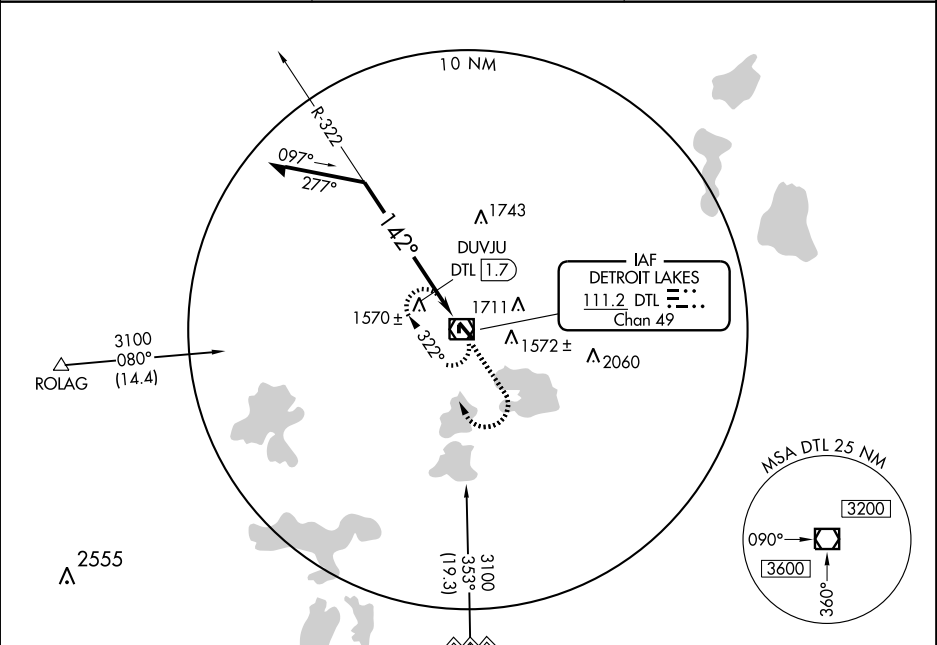 10 NM
R-322
097°
277°
142°
1743
DUVJU
DTL 1.7
IAF
DETROIT LAKES
111.2 DTL
Chan 49
1711
1570 ±
322°
1572 ±
2060
3100
080°
(14.4)
ROLAG
MSA DTL 25 NM
3200
090°
3600
360°
2555
3100
353°
(19.3)